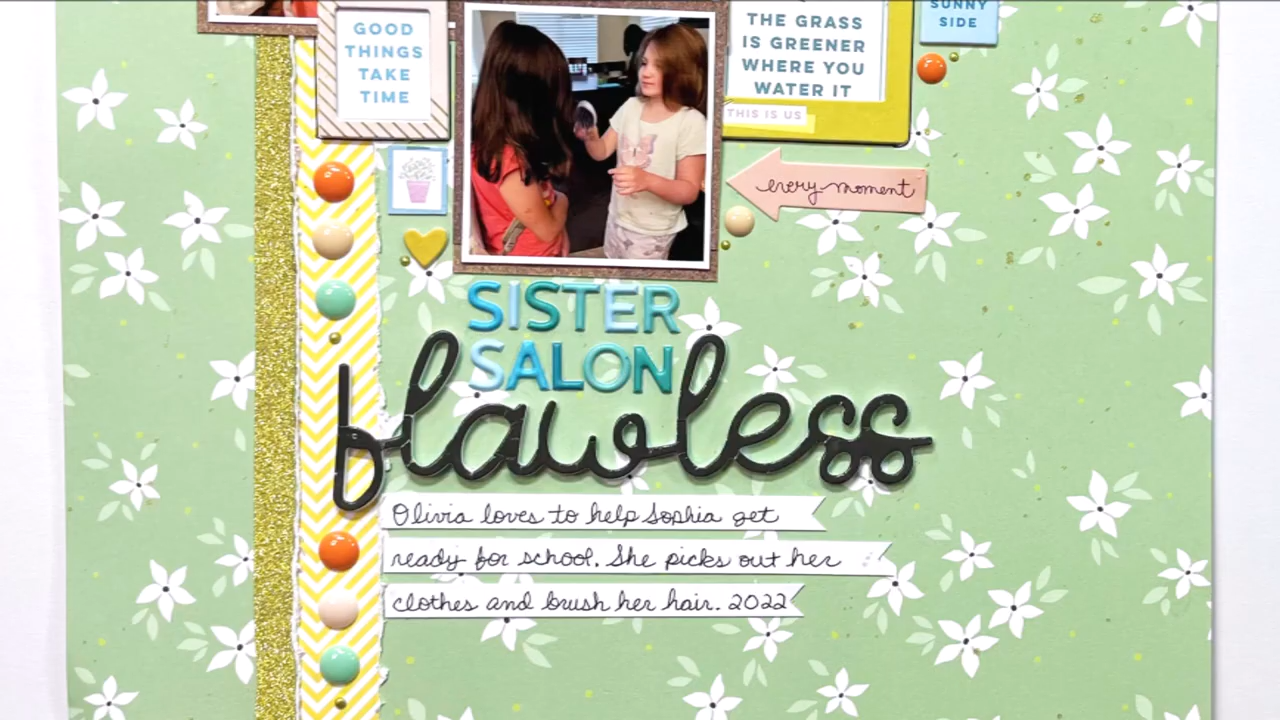 GOOD
THINGS
TAKE
TIME
THE GRASS
IS GREENER
WHERE YOU
WATER IT
THIS IS US
SUNNY
SIDE
every moment
SISTER
SALON
flawless
Olivia loves to help Sophia get
ready for school. She picks out her
clothes and brush her hair. 2022